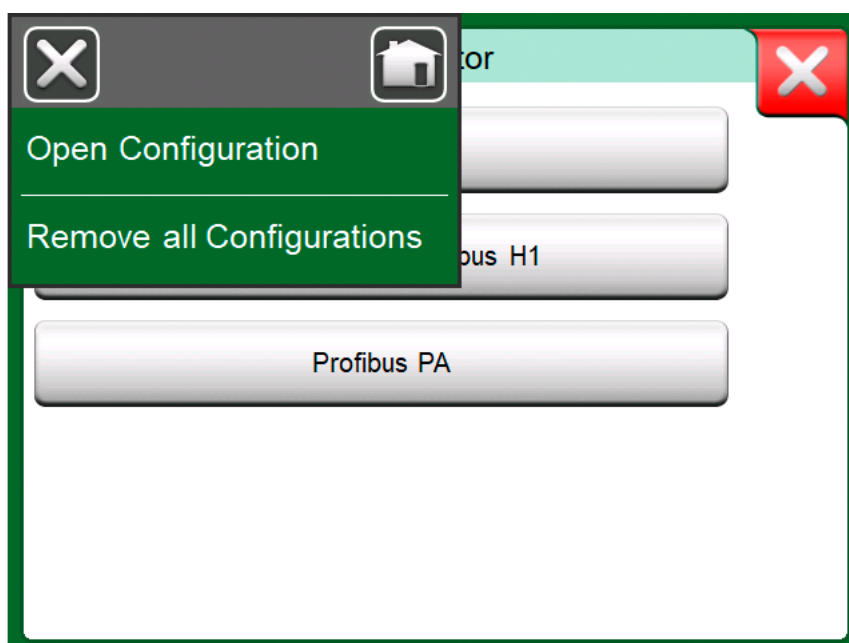 tor
Open Configuration
Remove all Configurations
bus H1
Profibus PA